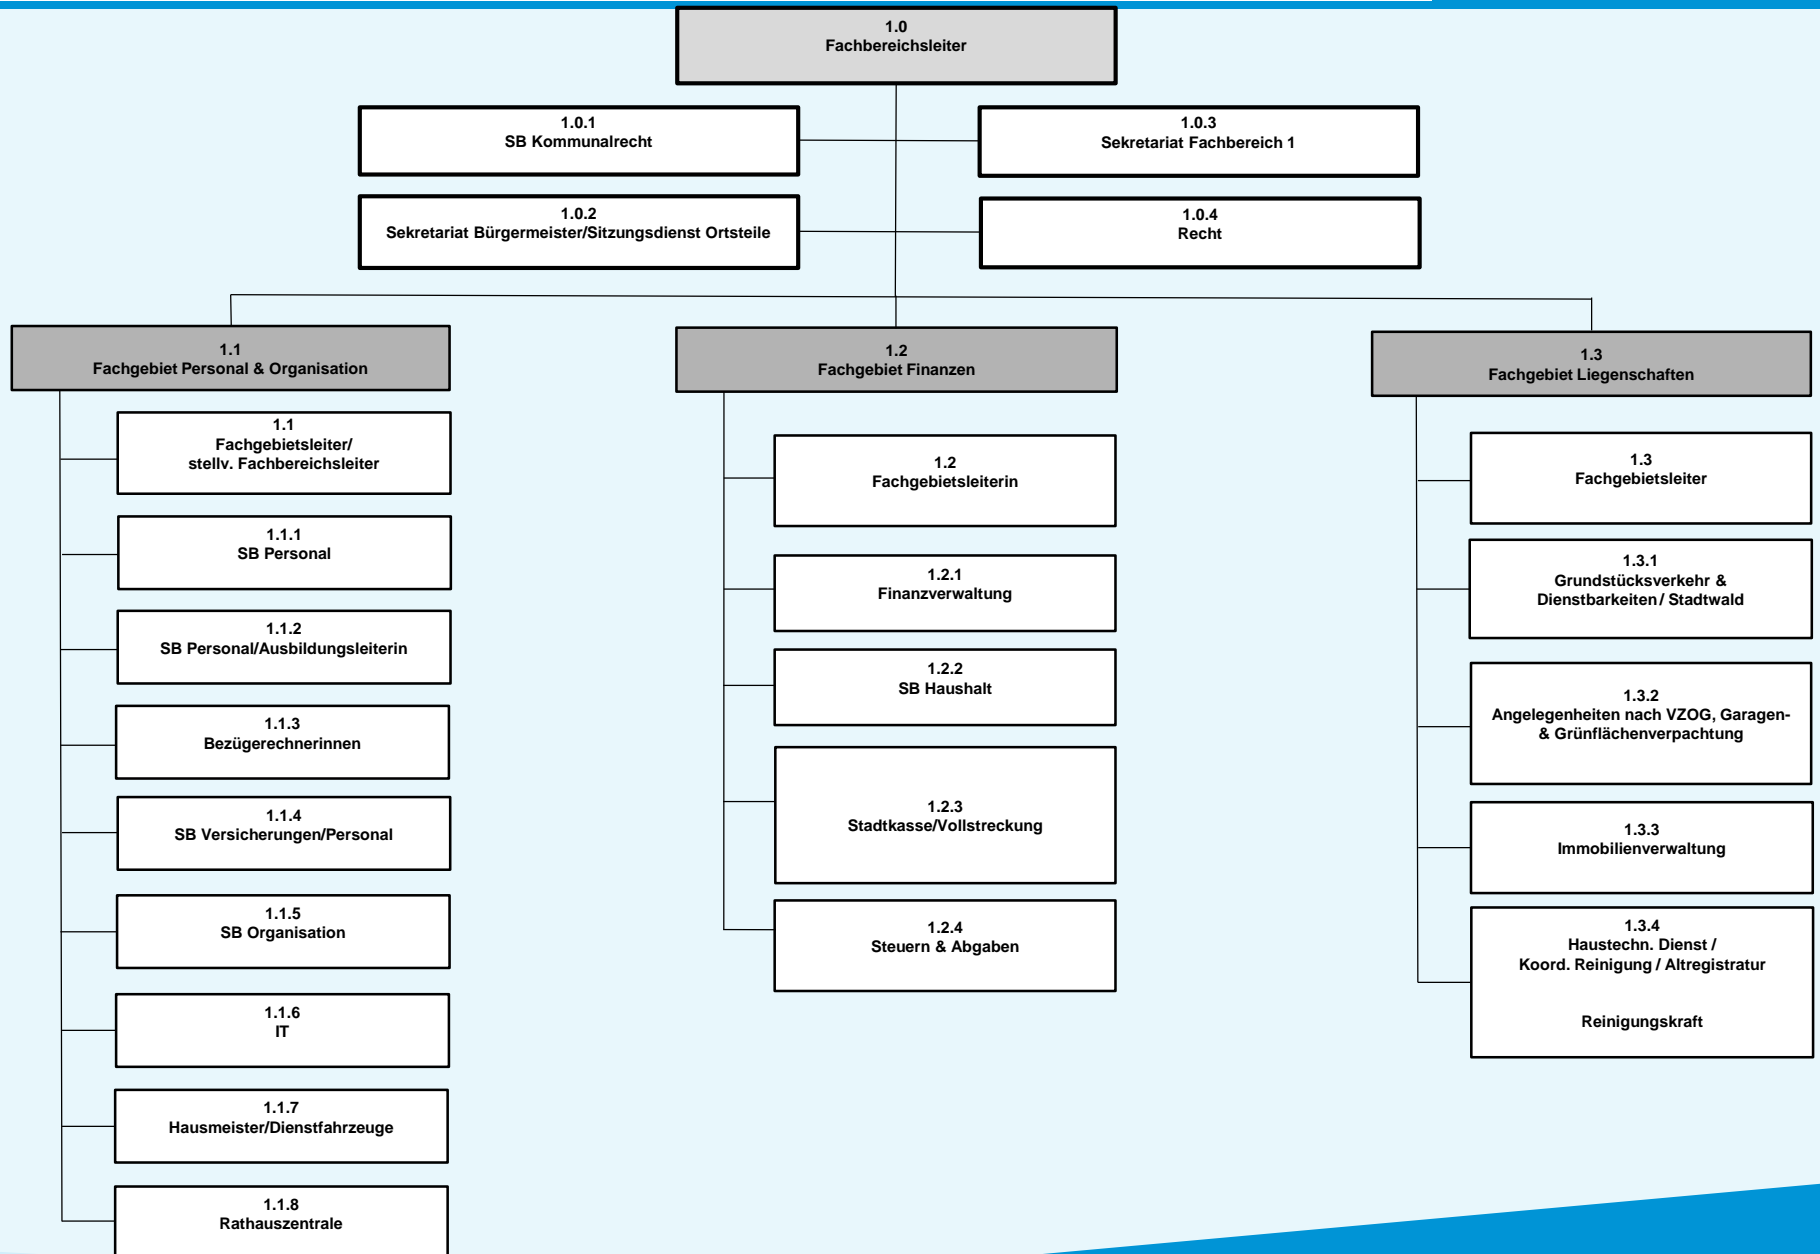 1.0
Fachbereichsleiter
1.0.1
SB Kommunalrecht
1.0.3
Sekretariat Fachbereich 1
1.0.2
Sekretariat Bürgermeister/Sitzungsdienst Ortsteile
1.0.4
Recht
1.1
Fachgebiet Personal & Organisation
1.1
Fachgebietsleiter/
stellv. Fachbereichsleiter
1.1.1
SB Personal
1.1.2
SB Personal/Ausbildungsleiterin
1.1.3
Bezügerechnerinnen
1.1.4
SB Versicherungen/Personal
1.1.5
SB Organisation
1.1.6
IT
1.1.7
Hausmeister/Dienstfahrzeuge
1.1.8
Rathauszentrale
1.2
Fachgebiet Finanzen
1.2
Fachgebietsleiterin
1.2.1
Finanzverwaltung
1.2.2
SB Haushalt
1.2.3
Stadtkasse/Vollstreckung
1.2.4
Steuern & Abgaben
1.3
Fachgebiet Liegenschaften
1.3
Fachgebietsleiter
1.3.1
Grundstücksverkehr &
Dienstbarkeiten / Stadtwald
1.3.2
Angelegenheiten nach VZOG, Garagen-
& Grünflächenverpachtung
1.3.3
Immobilienverwaltung
1.3.4
Haustechn. Dienst /
Koord. Reinigung / Altregistratur
Reinigungskraft